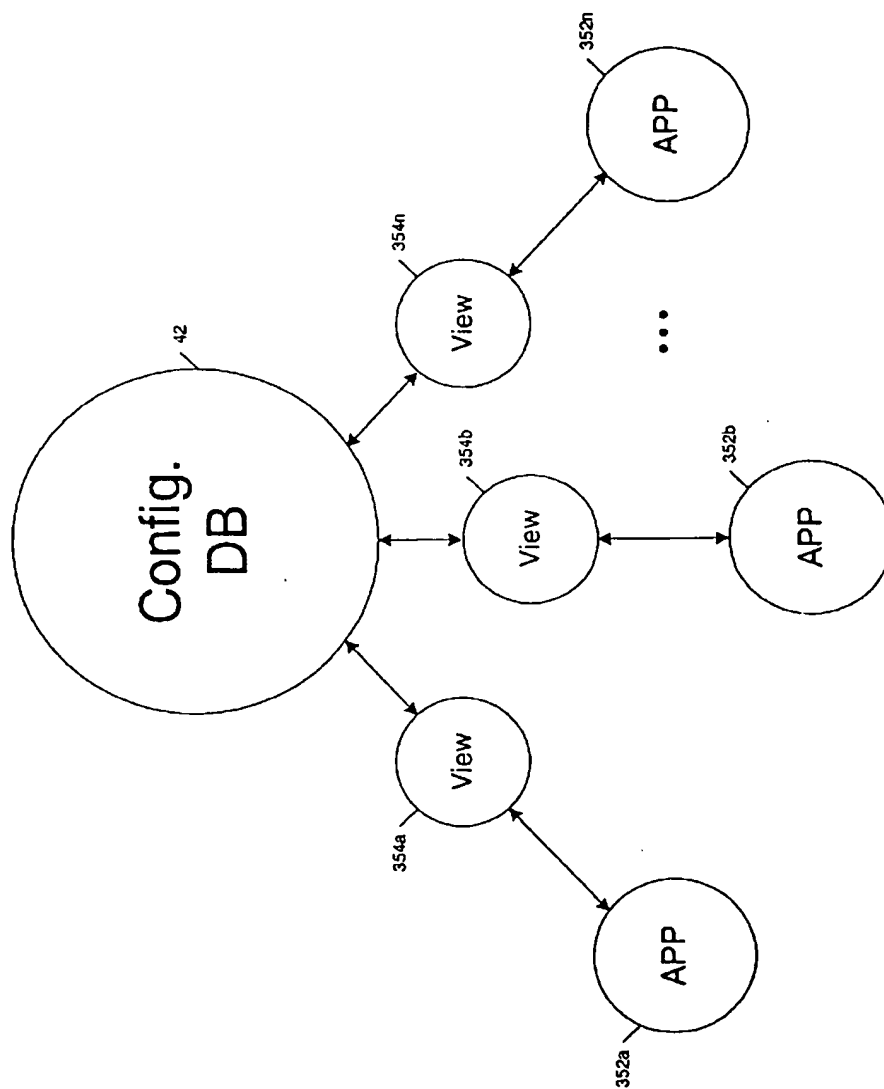 42
Config.
DB
354a
View
354b
View
354n
View
352a
APP
352b
APP
...
352n
APP